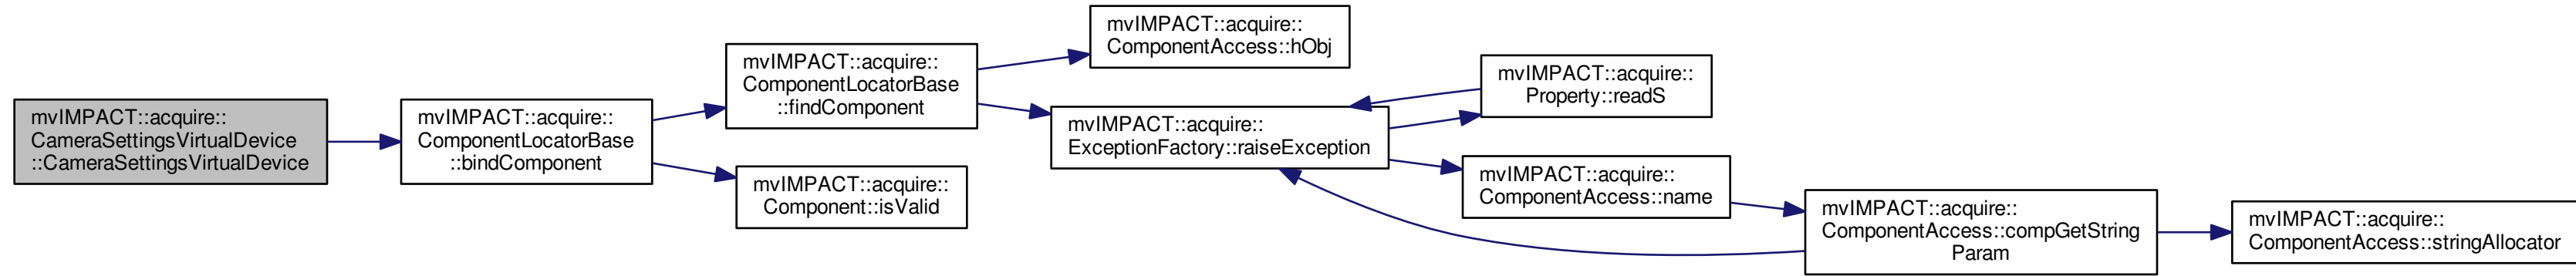 mvIMPACT::acquire::
CameraSettingsVirtualDevice
::CameraSettingsVirtualDevice
mvIMPACT::acquire::
ComponentLocatorBase
::bindComponent
mvIMPACT::acquire::
ComponentLocatorBase
::findComponent
mvIMPACT::acquire::
Component::isValid
mvIMPACT::acquire::
ComponentAccess::hObj
mvIMPACT::acquire::
ExceptionFactory::raiseException
mvIMPACT::acquire::
Property::readS
mvIMPACT::acquire::
ComponentAccess::name
mvIMPACT::acquire::
ComponentAccess::compGetString
Param
mvIMPACT::acquire::
ComponentAccess::stringAllocator